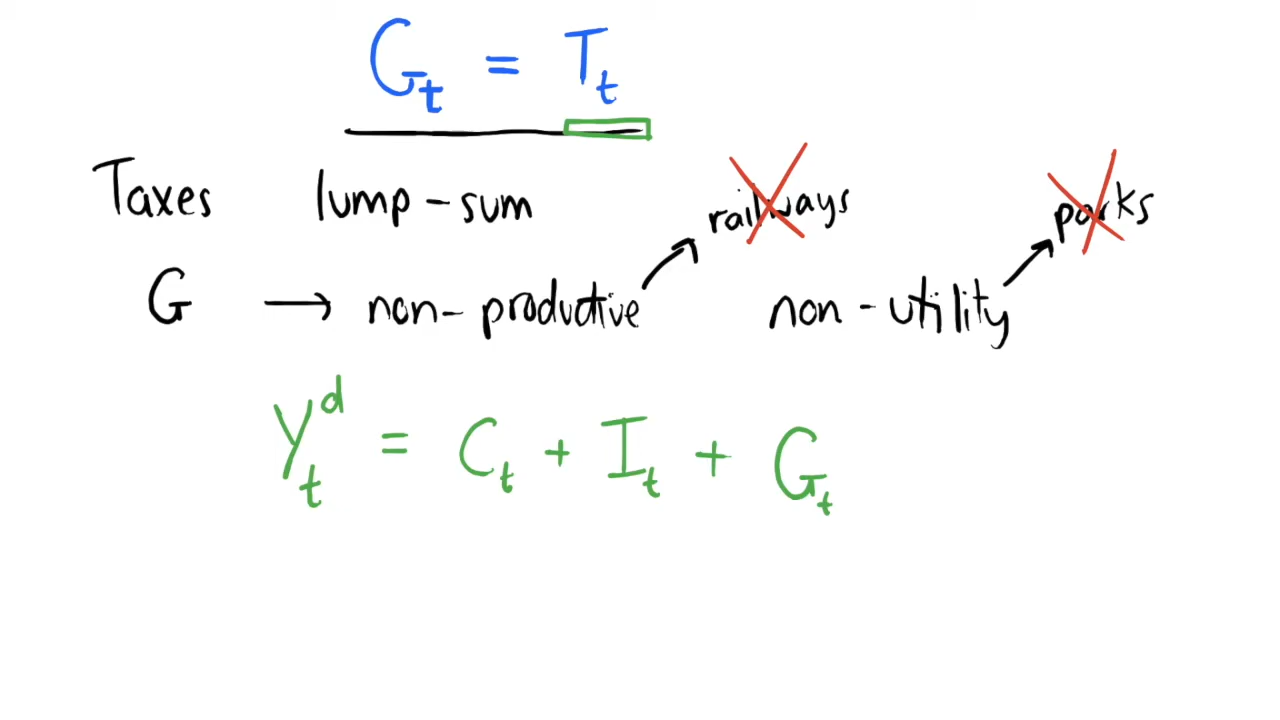 G_t = T_t
Taxes lump-sum railways parks
G → non-productive non-utility
Y_t^d = C_t + I_t + G_t